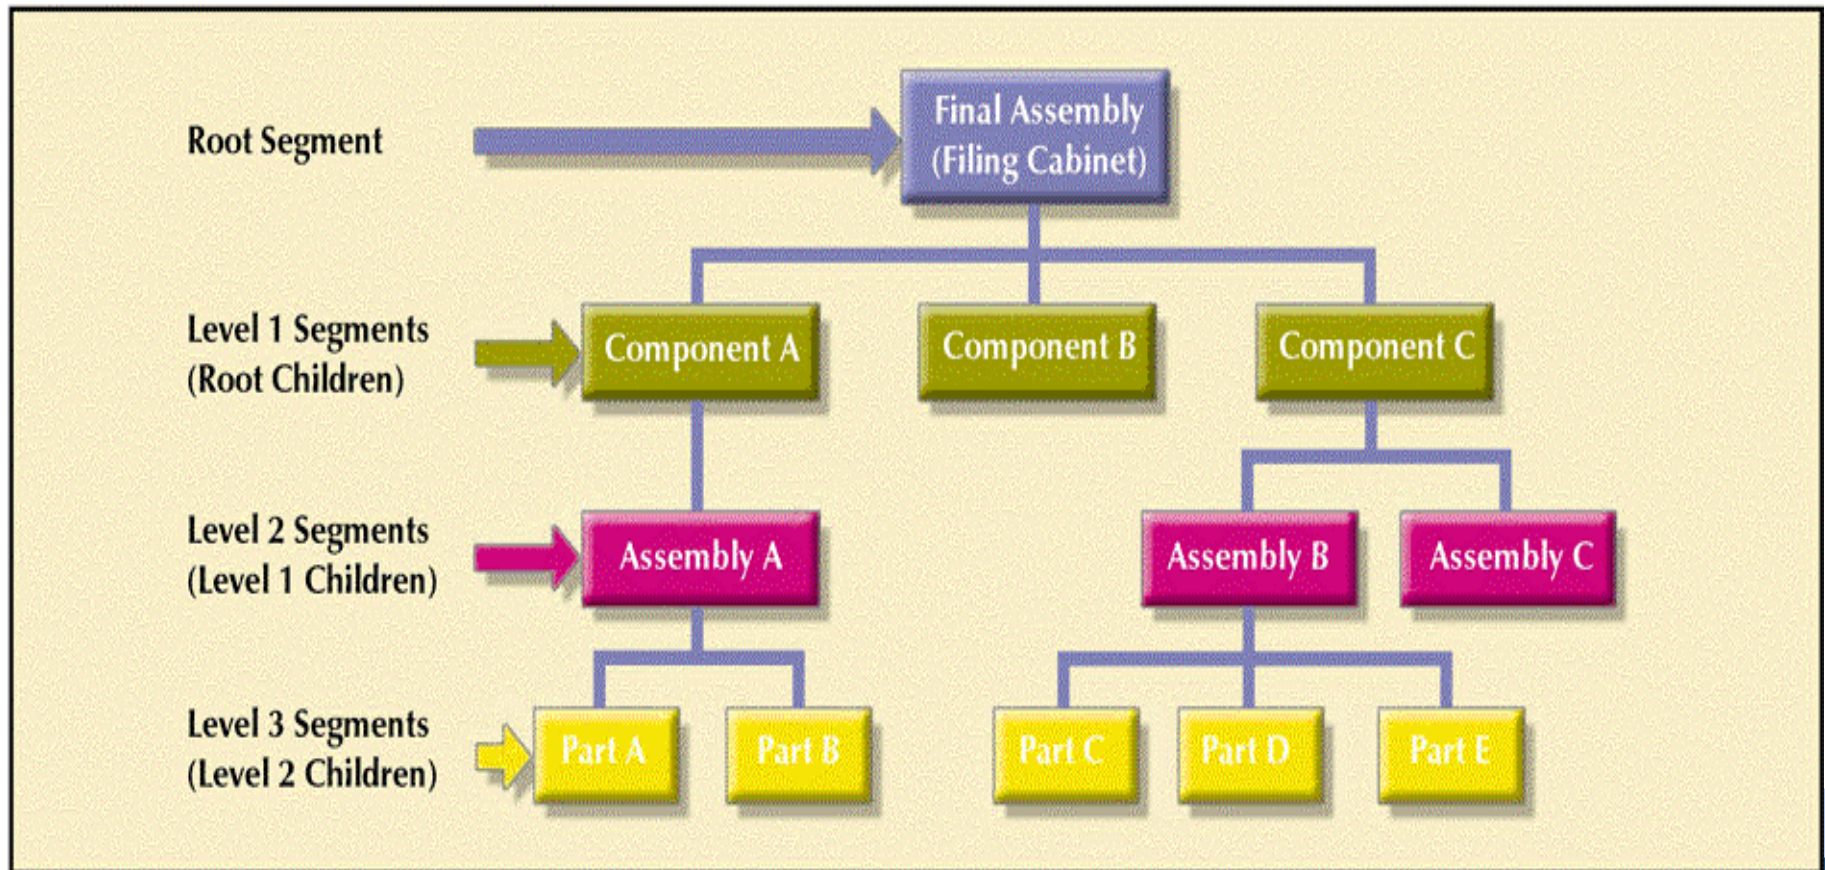 Root Segment
Final Assembly
(Filing Cabinet)
Level 1 Segments
(Root Children)
Component A
Component B
Component C
Level 2 Segments
(Level 1 Children)
Assembly A
Assembly B
Assembly C
Level 3 Segments
(Level 2 Children)
Part A
Part B
Part C
Part D
Part E